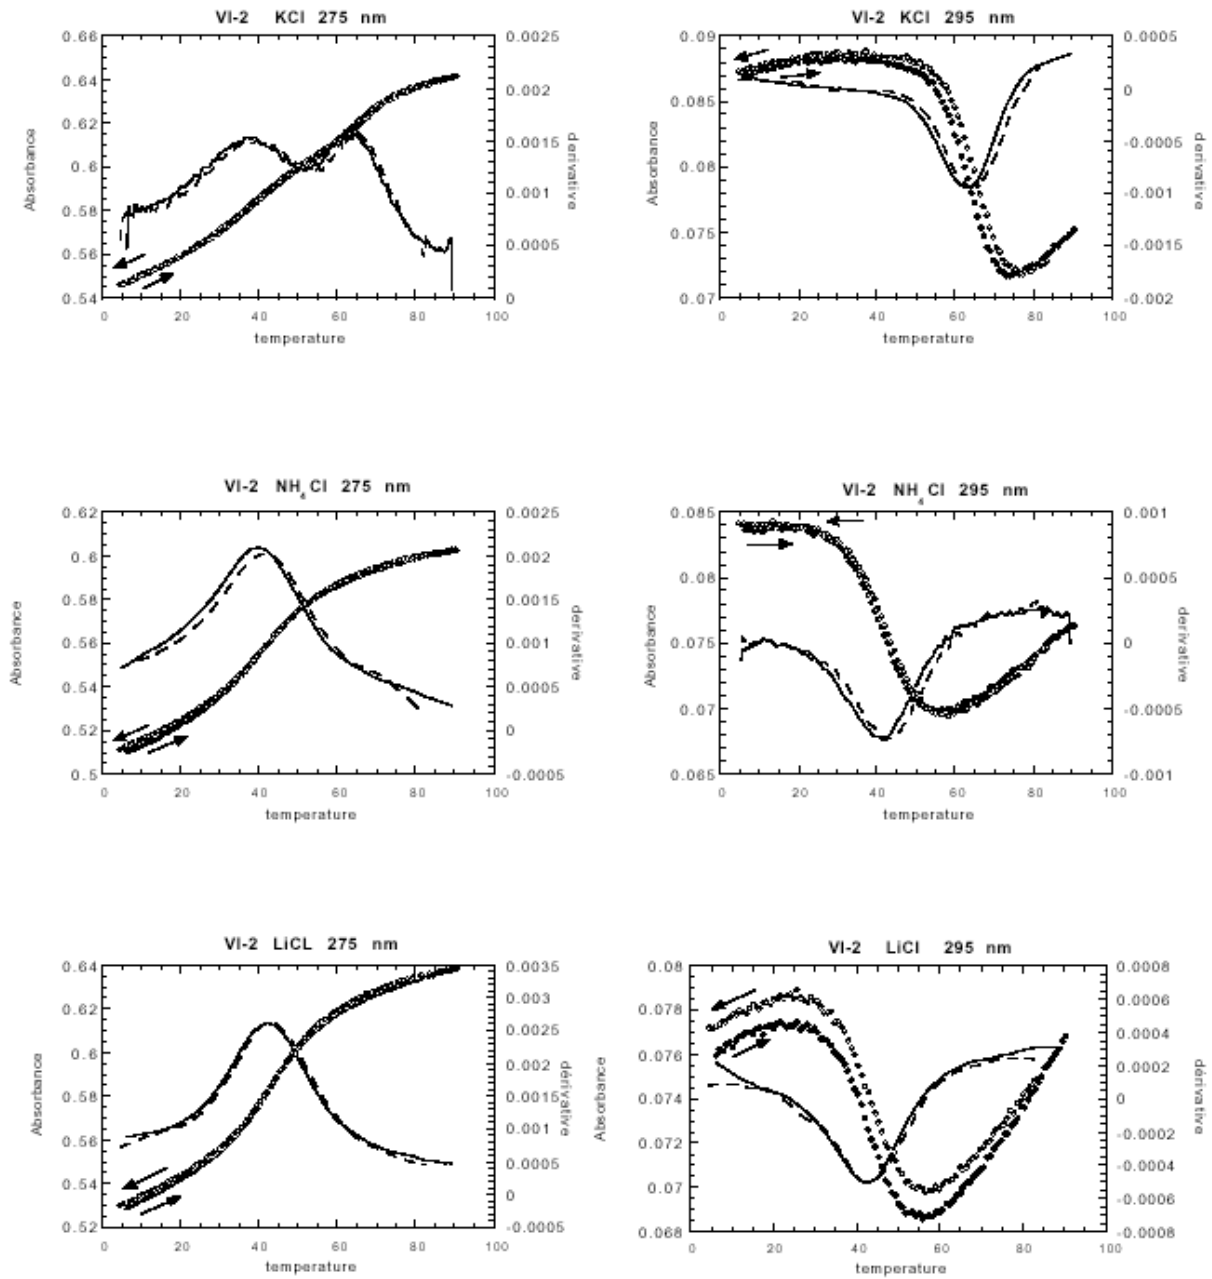 VI-2 KCl 275 nm
0.66
0.64
0.62
0.6
0.58
0.56
0.54
Absorbance
0.0025
0.002
0.0015
0.001
0.0005
0
derivative
0 20 40 60 80 100
temperature
VI-2 KCl 295 nm
0.09
0.085
0.08
0.075
0.07
Absorbance
0.0005
0
-0.0005
-0.001
-0.0015
-0.002
derivative
0 20 40 60 80 100
temperature
VI-2 NH4Cl 275 nm
0.62
0.6
0.58
0.56
0.54
0.52
0.5
Absorbance
0.0025
0.002
0.0015
0.001
0.0005
0
-0.0005
derivative
0 20 40 60 80 100
temperature
VI-2 NH4Cl 295 nm
0.085
0.08
0.075
0.07
0.065
Absorbance
0.001
0.0005
0
-0.0005
-0.001
derivative
0 20 40 60 80 100
temperature
VI-2 LiCL 275 nm
0.64
0.62
0.6
0.58
0.56
0.54
0.52
Absorbance
0.0035
0.003
0.0025
0.002
0.0015
0.001
0.0005
0
-0.0005
dérivative
0 20 40 60 80 100
temperature
VI-2 LiCl 295 nm
0.08
0.078
0.076
0.074
0.072
0.07
0.068
Absorbance
0.0008
0.0006
0.0004
0.0002
0
-0.0002
-0.0004
-0.0006
-0.0008
dérivative
0 20 40 60 80 100
temperature